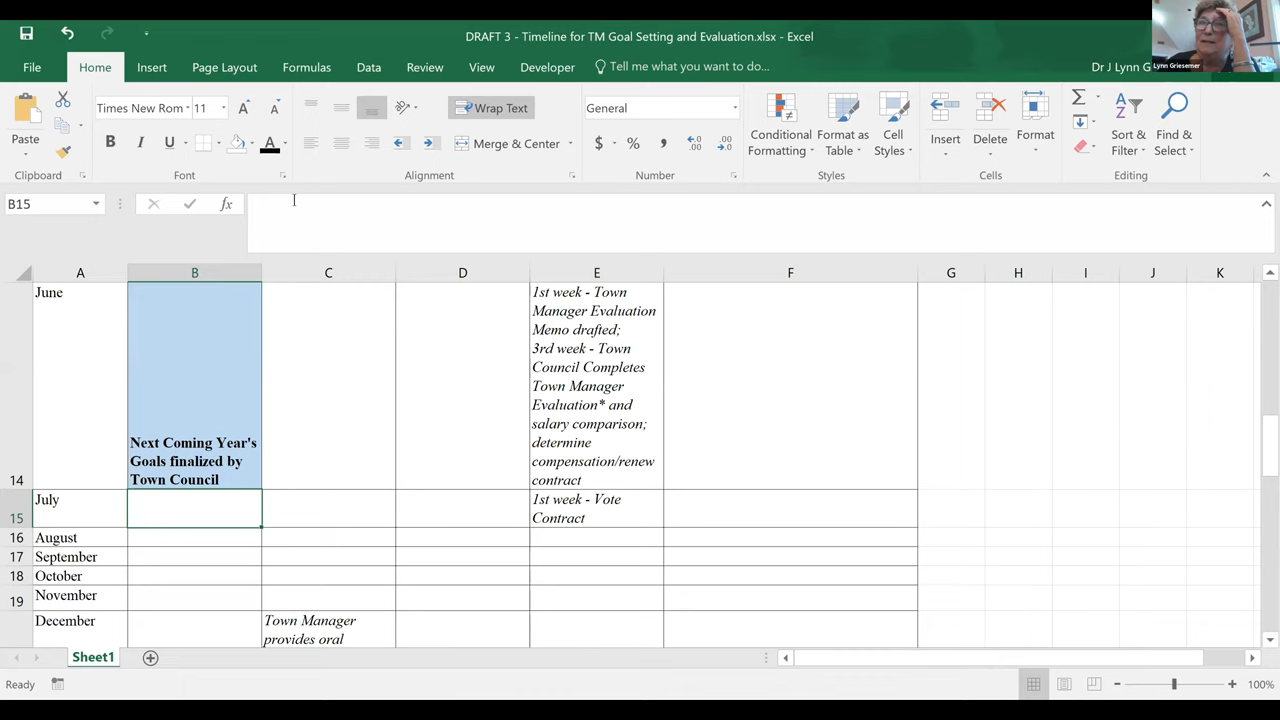 DRAFT 3 - Timeline for TM Goal Setting and Evaluation.xlsx - Excel
Lynn Griesemer
File Home Insert Page Layout Formulas Data Review View Developer Tell me what you want to do... Dr J Lynn G
Times New Rom 11 A A Wrap Text General
Paste B I U A Merge & Center $ % , Conditional Formatting Format as Table Cell Styles Insert Delete Format Sort & Filter Find & Select
Clipboard Font Alignment Number Styles Cells Editing
B15 fx
A B C D E F G H I J K
June
1st week - Town
Manager Evaluation
Memo drafted;
3rd week - Town
Council Completes
Town Manager
Evaluation* and
salary comparison;
determine
compensation/renew
contract
Next Coming Year's
Goals finalized by
Town Council
14
July
1st week - Vote
Contract
15
16 August
17 September
18 October
19 November
December
Town Manager
provides oral
Sheet1
Ready 100%